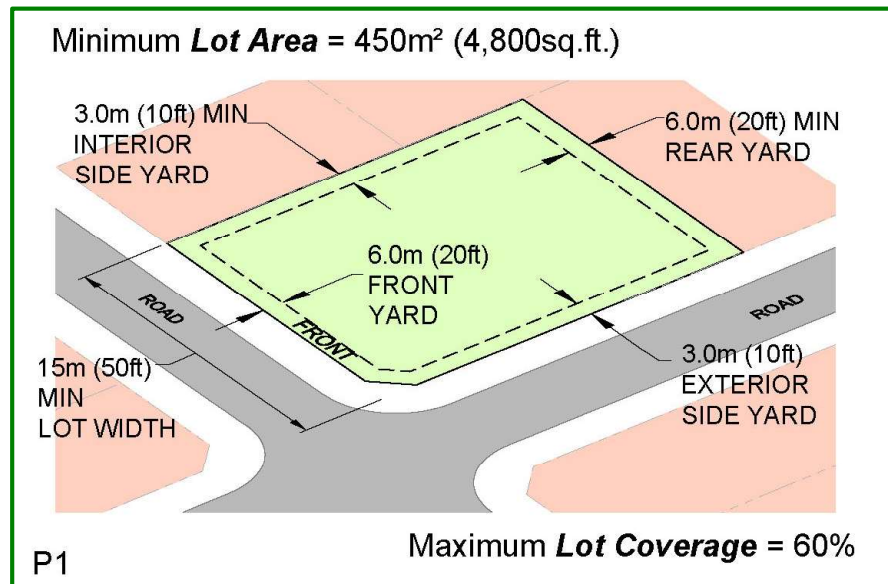 Minimum Lot Area = 450m² (4,800sq.ft.)
3.0m (10ft) MIN
INTERIOR
SIDE YARD
6.0m (20ft) MIN
REAR YARD
6.0m (20ft)
FRONT
YARD
ROAD
FRONT
ROAD
15m (50ft)
MIN
LOT WIDTH
3.0m (10ft)
EXTERIOR
SIDE YARD
Maximum Lot Coverage = 60%
P1